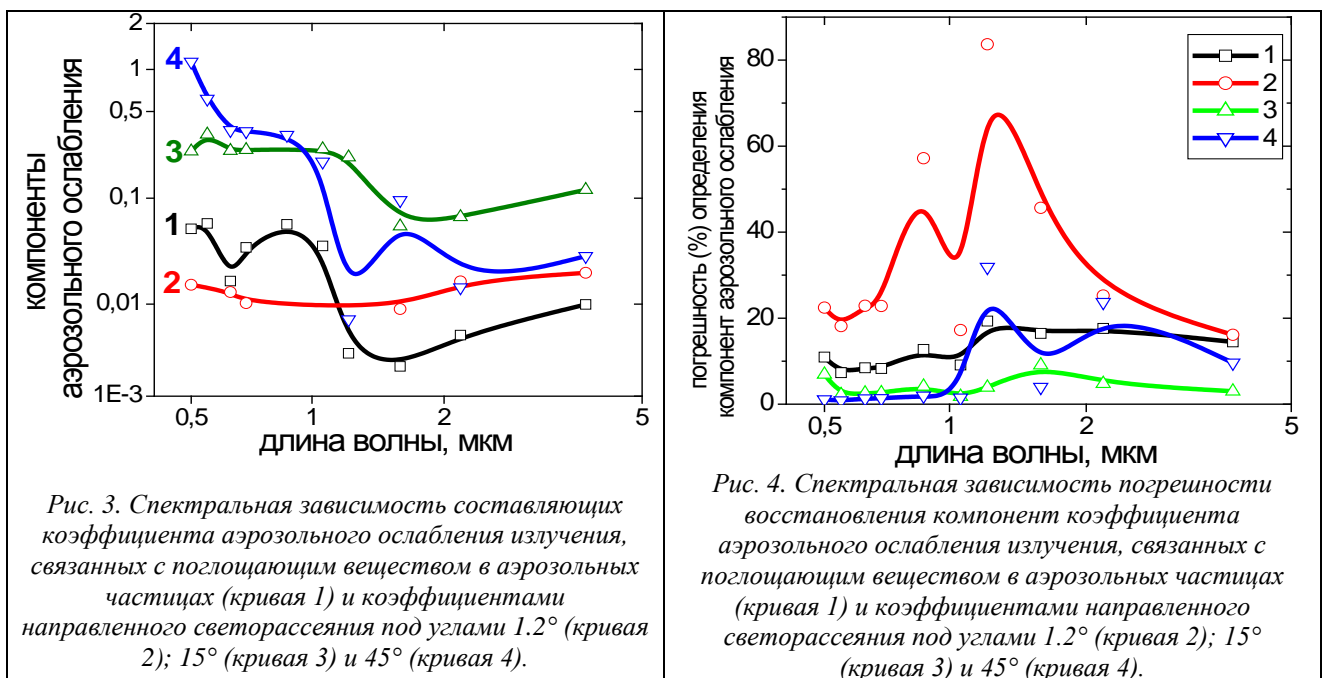 2
1
0,5
0,1
0,01
1E-3
компоненты
аэрозольного ослабления
4
3
1
2
0,5
1
2
5
длина волны, мкм
Рис. 3. Спектральная зависимость составляющих
коэффициента аэрозольного ослабления излучения,
связанных с поглощающим веществом в аэрозольных
частицах (кривая 1) и коэффициентами
направленного светорассеяния под углами 1.2° (кривая
2); 15° (кривая 3) и 45° (кривая 4).
80
60
40
20
0
погрешность (%) определения
компонент аэрозольного ослабления
1
2
3
4
0,5
1
2
5
длина волны, мкм
Рис. 4. Спектральная зависимость погрешности
восстановления компонент коэффициента
аэрозольного ослабления излучения, связанных с
поглощающим веществом в аэрозольных частицах
(кривая 1) и коэффициентами направленного
светорассеяния под углами 1.2° (кривая 2); 15°
(кривая 3) и 45° (кривая 4).